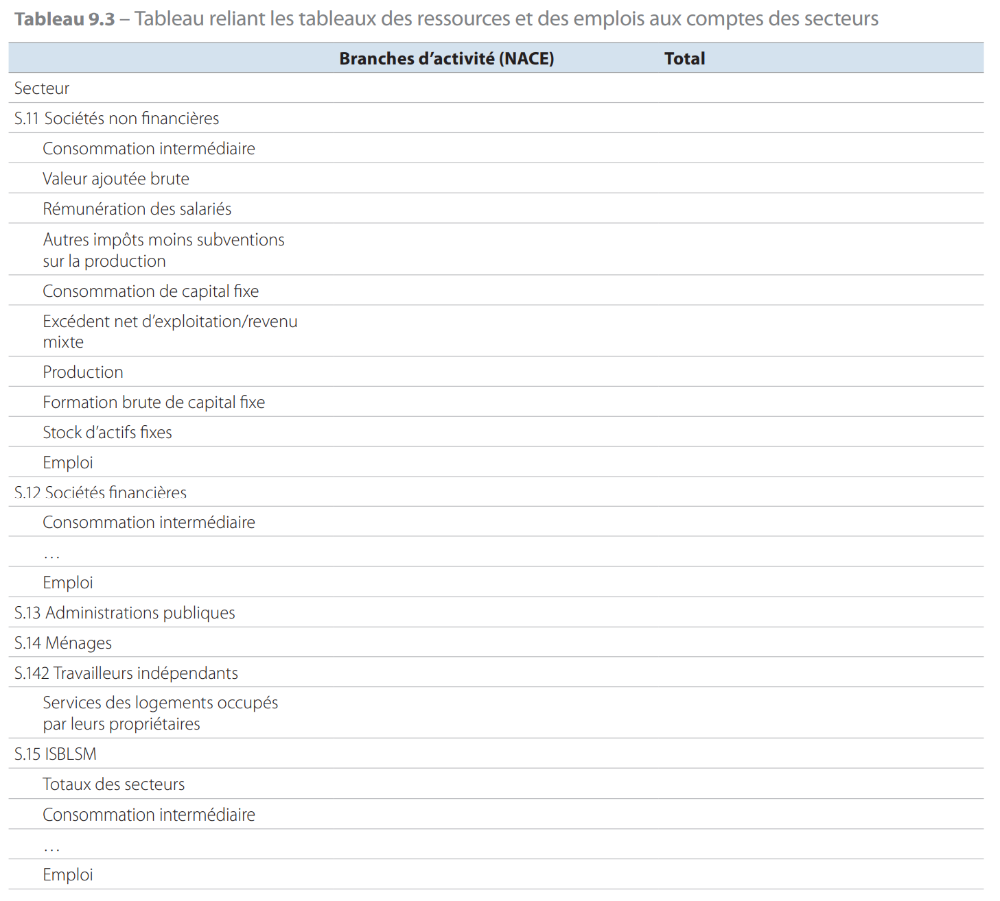 Tableau 9.3 – Tableau reliant les tableaux des ressources et des emplois aux comptes des secteurs
Branches d’activité (NACE) Total
Secteur
S.11 Sociétés non financières
Consommation intermédiaire
Valeur ajoutée brute
Rémunération des salariés
Autres impôts moins subventions
sur la production
Consommation de capital fixe
Excédent net d’exploitation/revenu
mixte
Production
Formation brute de capital fixe
Stock d’actifs fixes
Emploi
S.12 Sociétés financières
Consommation intermédiaire
…
Emploi
S.13 Administrations publiques
S.14 Ménages
S.142 Travailleurs indépendants
Services des logements occupés
par leurs propriétaires
S.15 ISBLSM
Totaux des secteurs
Consommation intermédiaire
…
Emploi